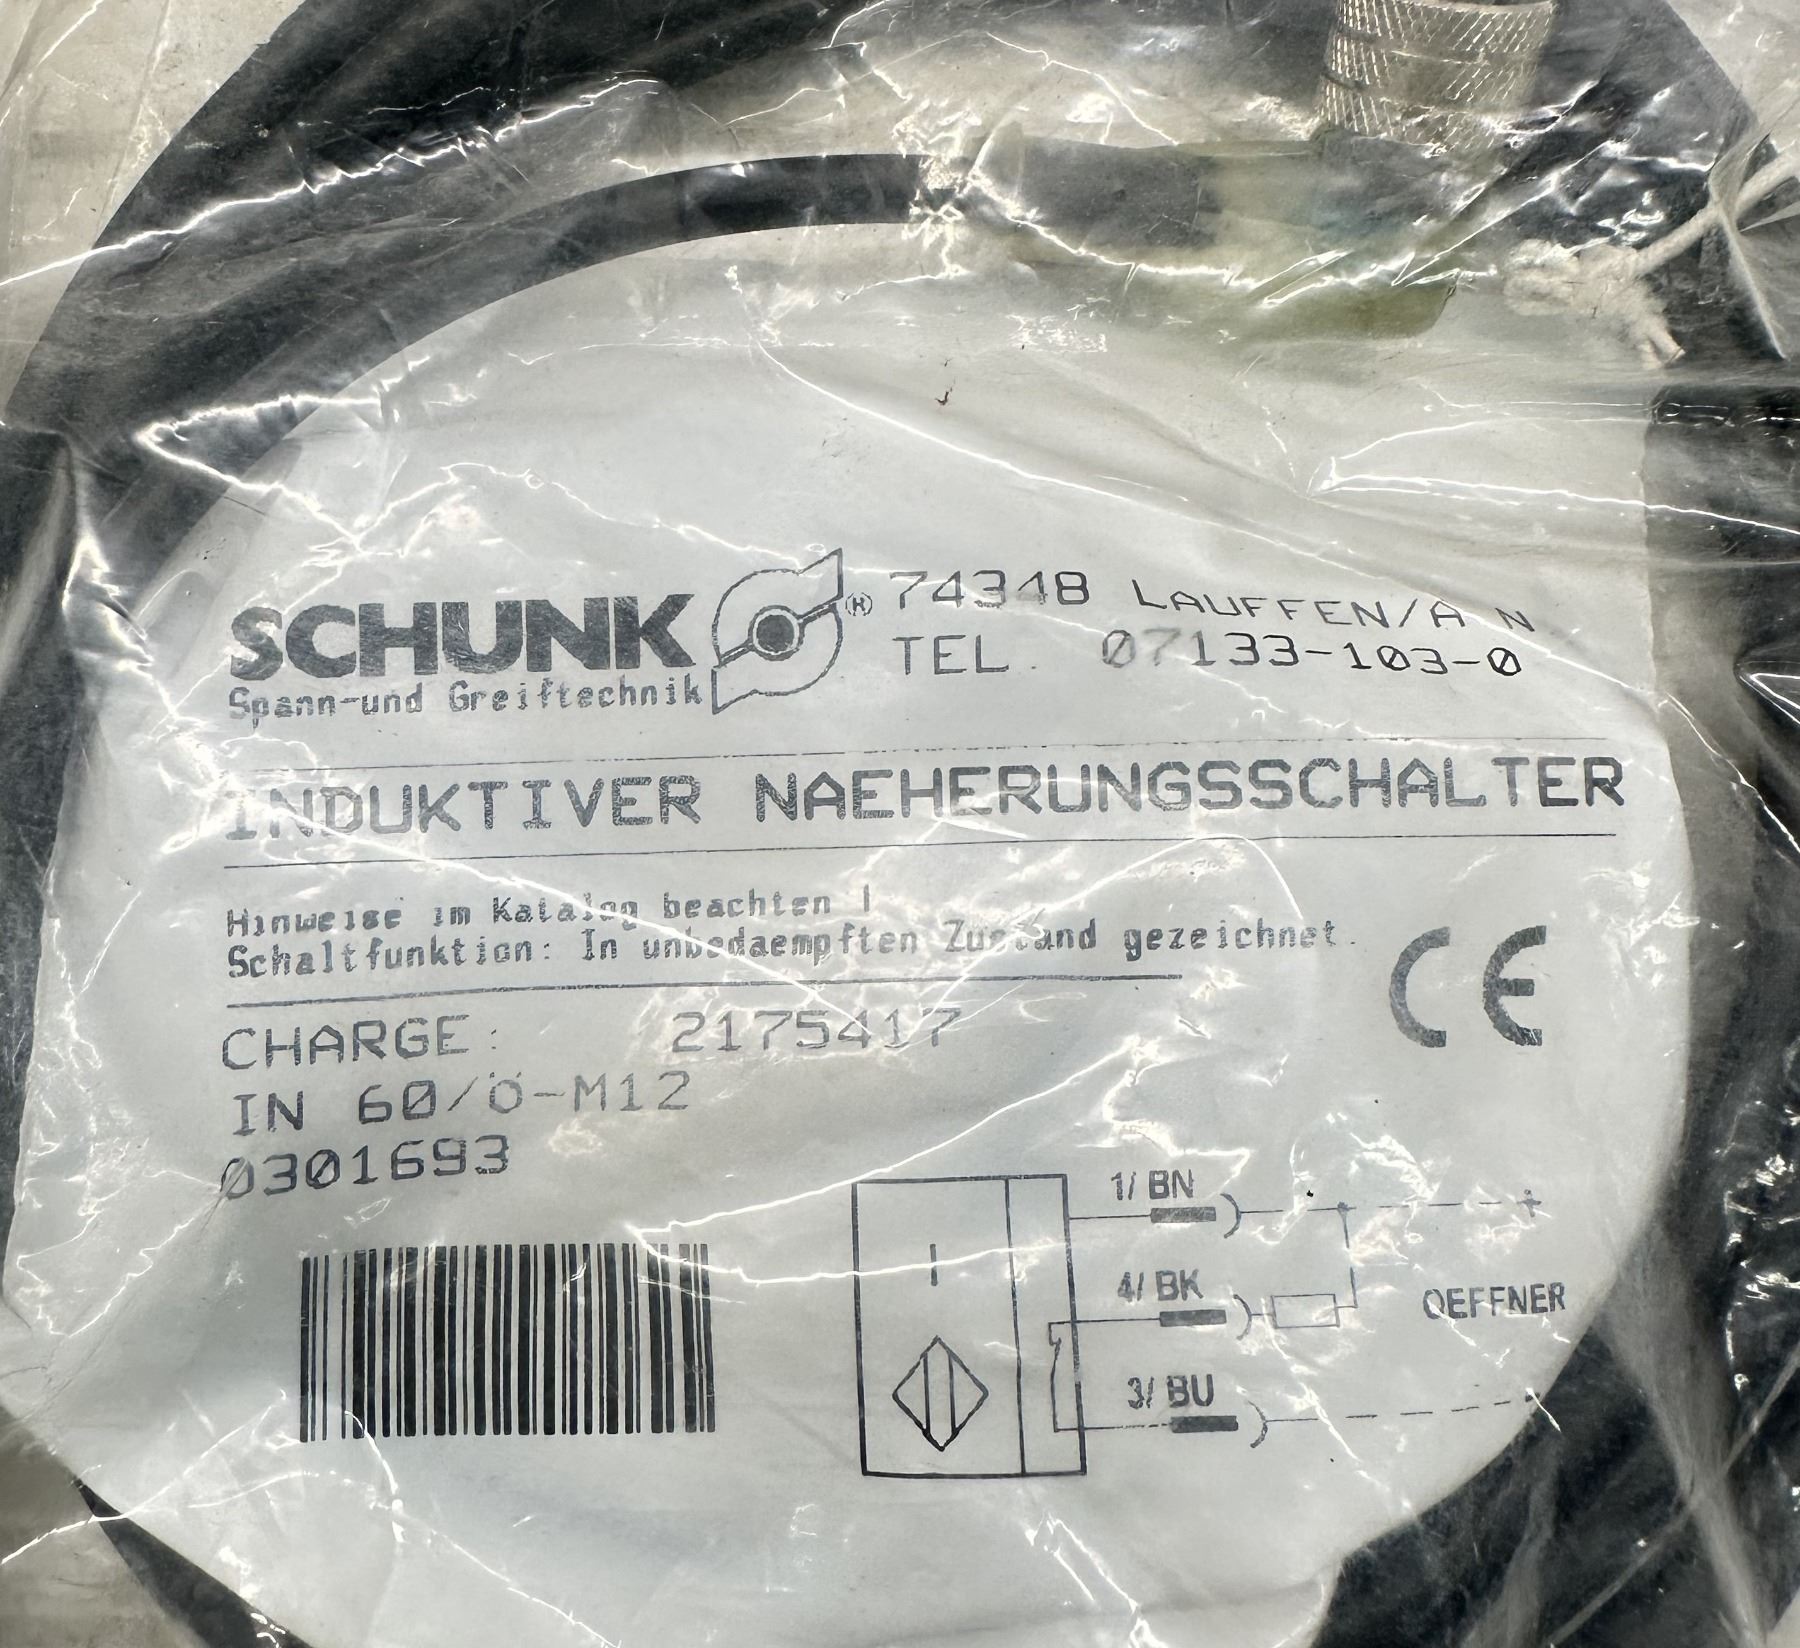 SCHUNK ® 74348 LAUFFEN/A N
Spann-und Greiftechnik TEL. 07133-103-0
INDUKTIVER NAEHERUNGSSCHALTER
Hinweise im Katalog beachten !
Schaltfunktion: In unbedaempften Zustand gezeichnet.
CE
CHARGE: 2175417
IN 60/Ö-M12
0301693
1/ BN +
4/ BK OEFFNER
3/ BU -